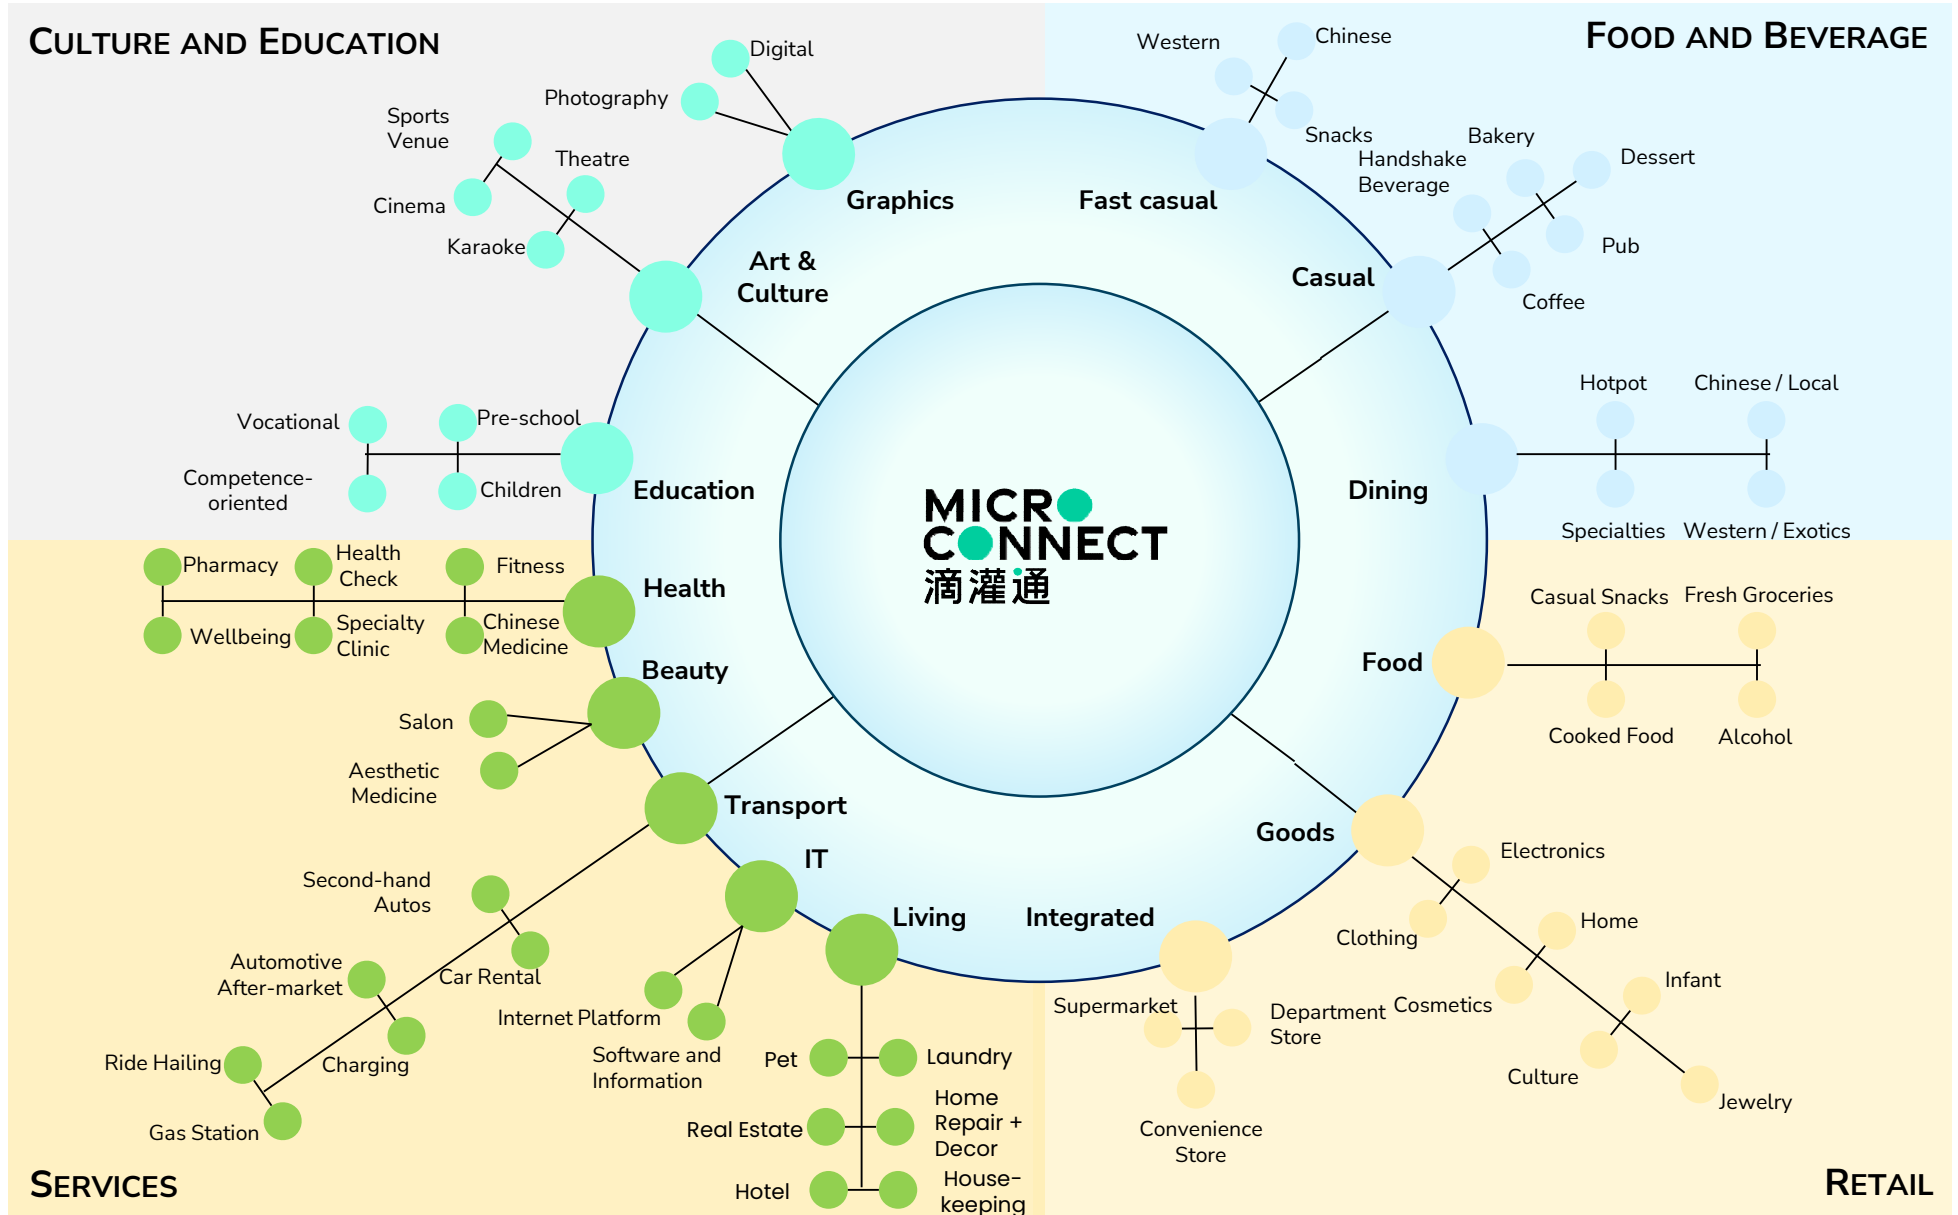 CULTURE AND EDUCATION
FOOD AND BEVERAGE
Digital
Photography
Sports
Venue
Theatre
Cinema
Karaoke
Graphics
Art &
Culture
Vocational
Pre-school
Competence-
oriented
Children
Education
Western
Chinese
Snacks
Fast casual
Handshake
Beverage
Bakery
Dessert
Pub
Coffee
Casual
Hotpot
Chinese / Local
Specialties
Western / Exotics
Dining
MICRO
CONNECT
滴灌通
Pharmacy
Health
Check
Fitness
Wellbeing
Specialty
Clinic
Chinese
Medicine
Health
Beauty
Salon
Aesthetic
Medicine
Transport
Second-hand
Autos
Car Rental
Automotive
After-market
Charging
Ride Hailing
Gas Station
IT
Internet Platform
Software and
Information
Living
Pet
Laundry
Real Estate
Home
Repair +
Decor
Hotel
House-
keeping
SERVICES
Food
Casual Snacks
Fresh Groceries
Cooked Food
Alcohol
Goods
Electronics
Clothing
Home
Cosmetics
Infant
Culture
Jewelry
Integrated
Supermarket
Department
Store
Convenience
Store
RETAIL